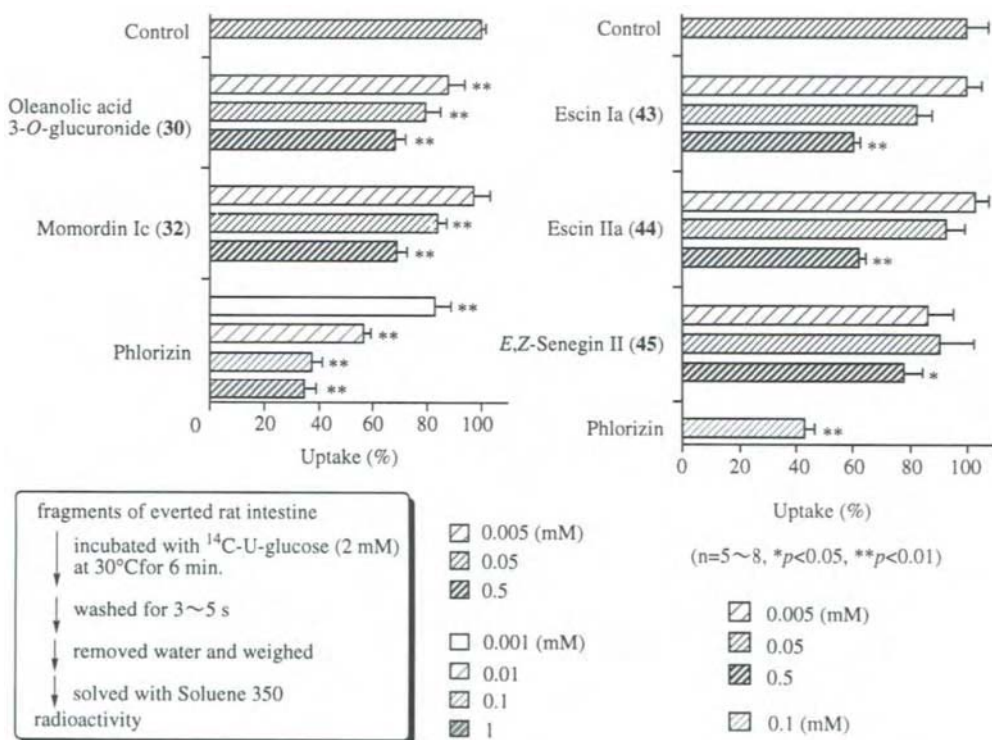 Control
Oleanolic acid
3-O-glucuronide (30)
**
**
**
Momordin Ic (32)
**
**
Phlorizin
**
**
**
**
0 20 40 60 80 100
Uptake (%)
Control
Escin Ia (43)
**
Escin IIa (44)
**
E,Z-Senegin II (45)
*
Phlorizin
**
0 20 40 60 80 100
Uptake (%)
(n=5~8, *p<0.05, **p<0.01)
fragments of everted rat intestine
incubated with ¹⁴C-U-glucose (2 mM)
at 30°Cfor 6 min.
washed for 3~5 s
removed water and weighed
solved with Soluene 350
radioactivity
0.005 (mM)
0.05
0.5
0.001 (mM)
0.01
0.1
1
0.005 (mM)
0.05
0.5
0.1 (mM)